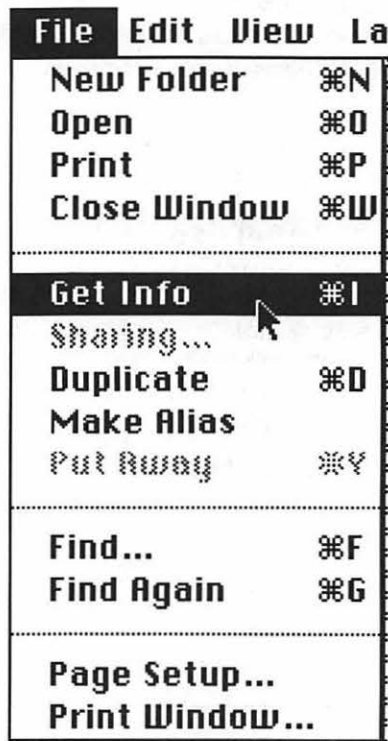 File Edit View La
New Folder ⌘N
Open ⌘O
Print ⌘P
Close Window ⌘W
Get Info ⌘I
Sharing...
Duplicate ⌘D
Make Alias
Put Away ⌘Y
Find... ⌘F
Find Again ⌘G
Page Setup...
Print Window...